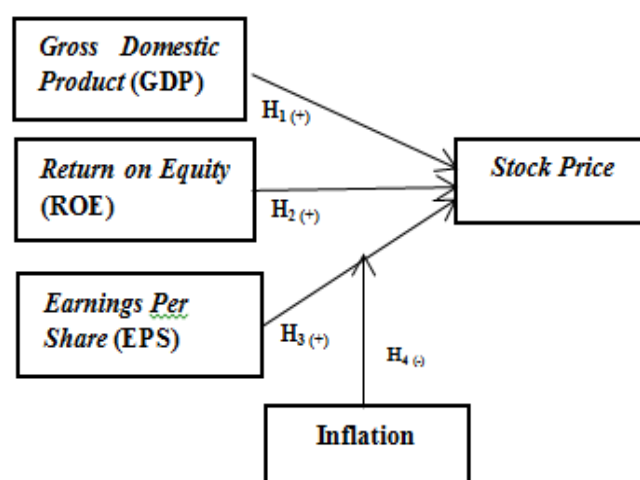 Gross Domestic
Product (GDP)
H1 (+)
Return on Equity
(ROE)
Stock Price
H2 (+)
Earnings Per
Share (EPS)
H3 (+)
H4 (-)
Inflation